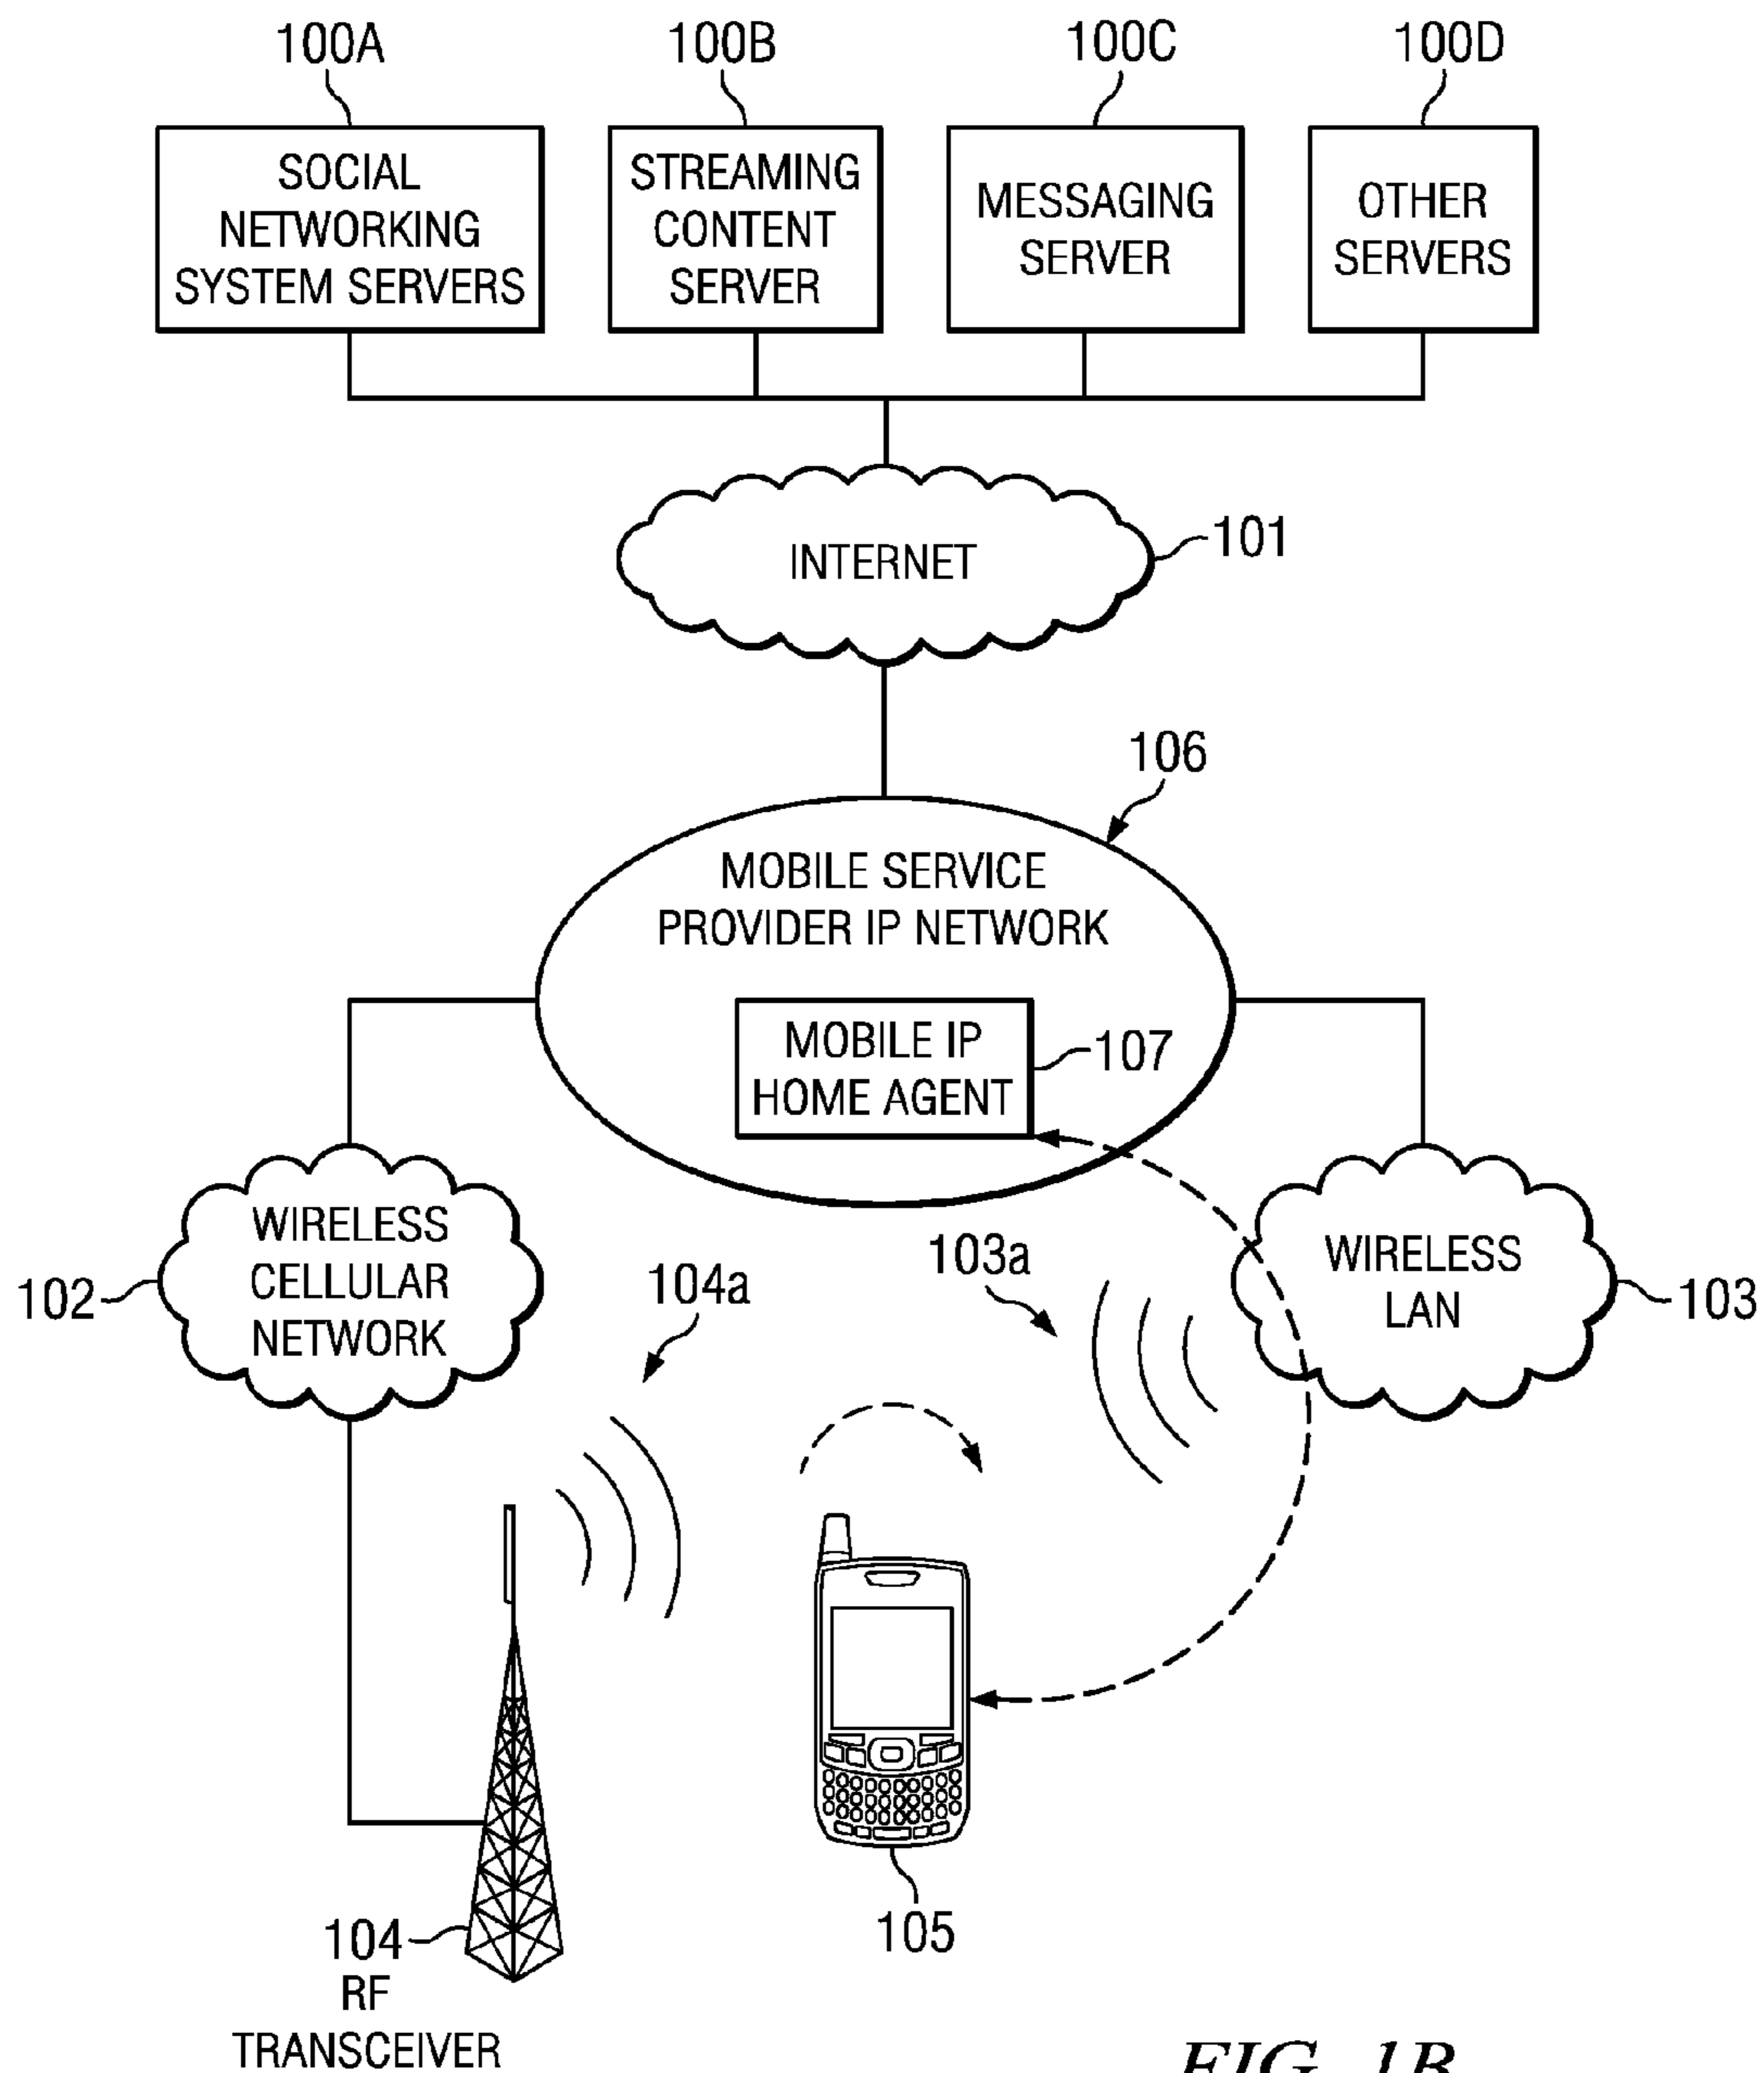 100A
100B
100C
100D
SOCIAL
NETWORKING
SYSTEM SERVERS
STREAMING
CONTENT
SERVER
MESSAGING
SERVER
OTHER
SERVERS
INTERNET
101
106
MOBILE SERVICE
PROVIDER IP NETWORK
MOBILE IP
HOME AGENT
107
WIRELESS
CELLULAR
NETWORK
102
104a
103a
WIRELESS
LAN
103
104
RF
TRANSCEIVER
105
FIG. 1B